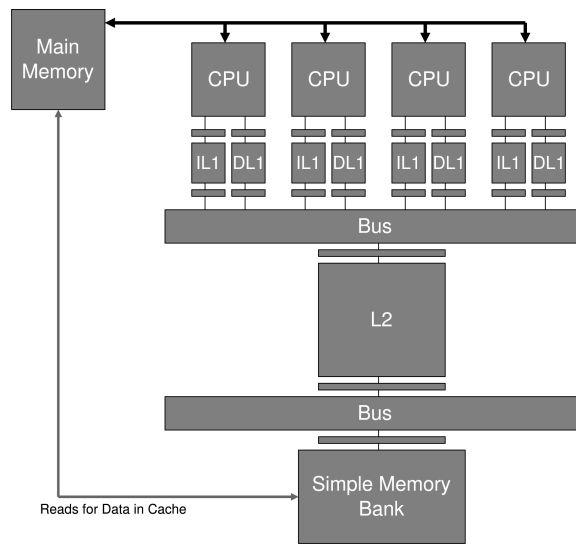 Main
Memory
CPU
CPU
CPU
CPU
IL1
DL1
IL1
DL1
IL1
DL1
IL1
DL1
Bus
L2
Bus
Simple Memory
Bank
Reads for Data in Cache